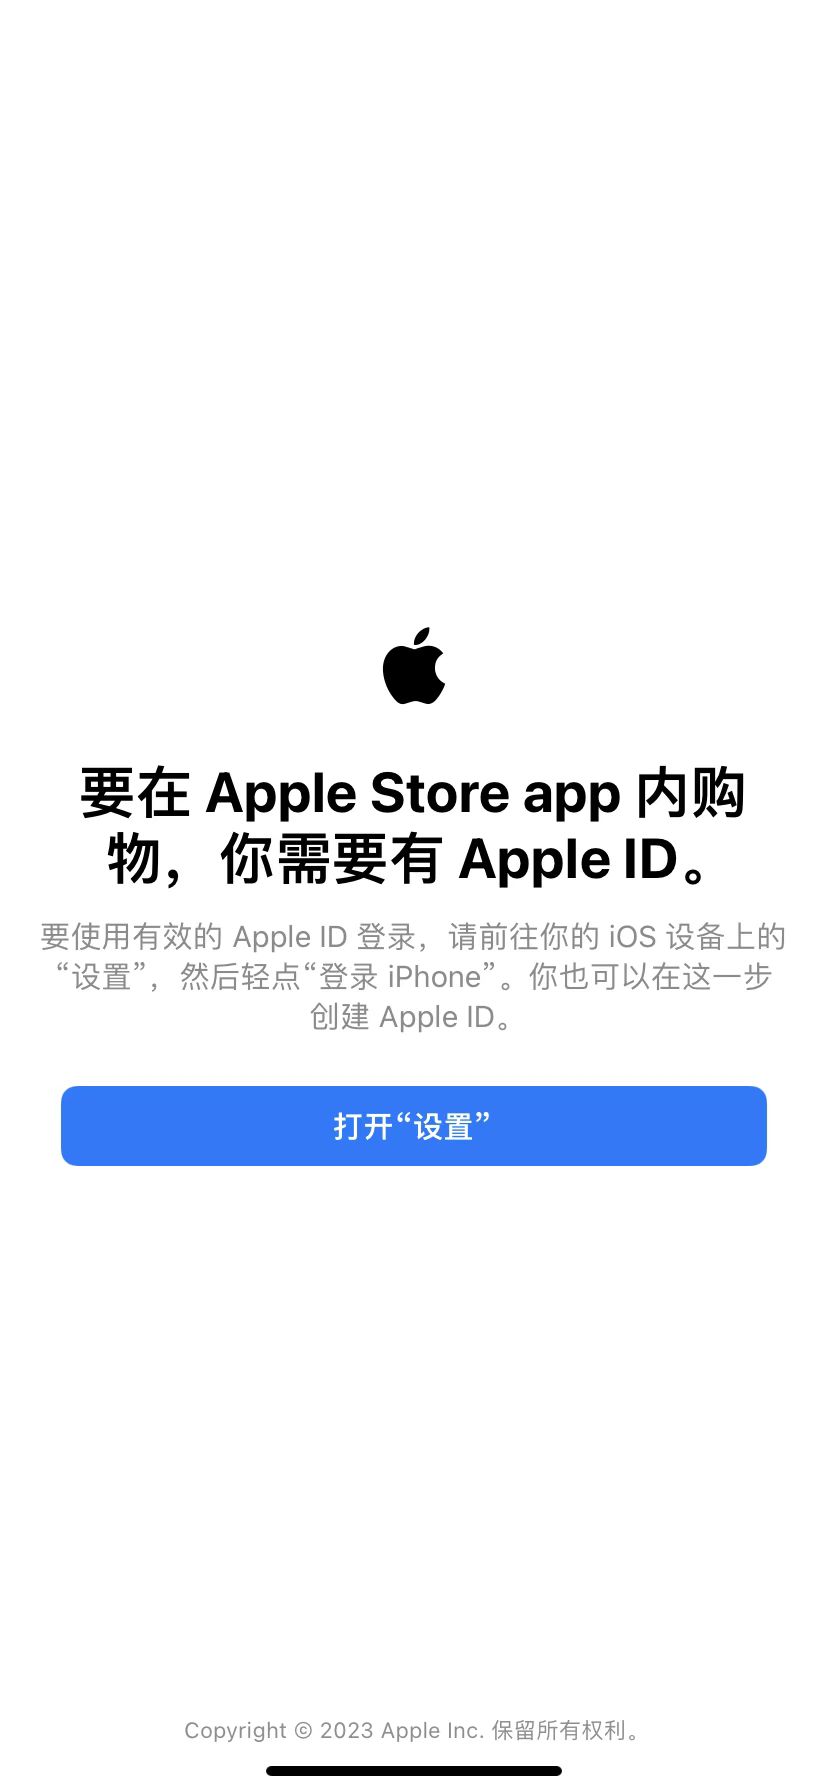 要在 Apple Store app 内购
物，你需要有 Apple ID。
要使用有效的 Apple ID 登录，请前往你的 iOS 设备上的
“设置”，然后轻点“登录 iPhone”。你也可以在这一步
创建 Apple ID。
打开“设置”
Copyright © 2023 Apple Inc. 保留所有权利。